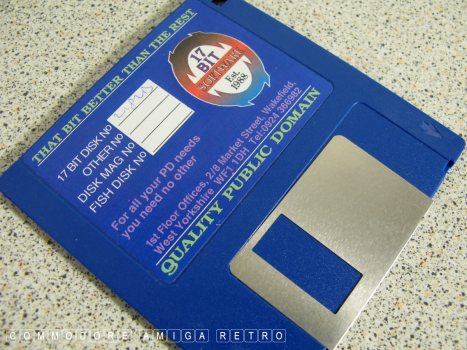 THAT BIT BETTER THAN THE REST
17 BIT DISK NO
OTHER NO
DISK MAG NO
FISH DISK NO
17
BIT
SOFTWARE
Est.
1988
For all your PD needs
you need no other
1st Floor Offices, 2/8 Market Street, Wakefield,
West Yorkshire WF1 1DH Tel-0924 366982
QUALITY PUBLIC DOMAIN
COMMODORE AMIGA RETRO